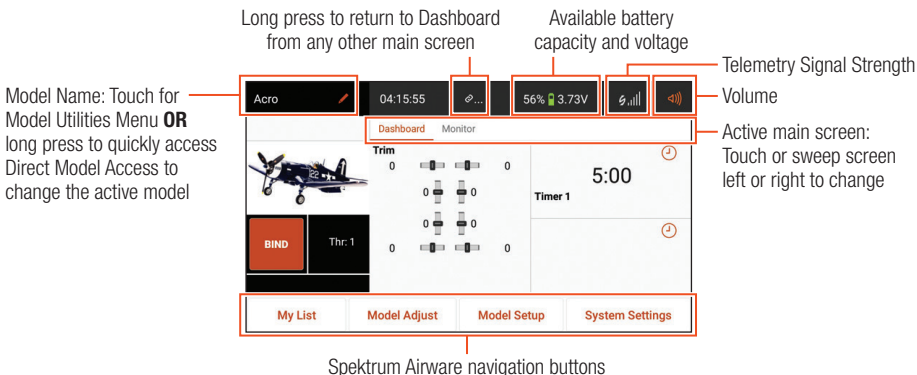 Long press to return to Dashboard
from any other main screen
Available battery
capacity and voltage
Telemetry Signal Strength
Volume
Active main screen:
Touch or sweep screen
left or right to change
Model Name: Touch for
Model Utilities Menu OR
long press to quickly access
Direct Model Access to
change the active model
Acro
04:15:55
...
56% 3.73V
Dashboard Monitor
Trim
0 0
0 0
0 0
0 0
5:00
Timer 1
BIND
Thr: 1
My List
Model Adjust
Model Setup
System Settings
Spektrum Airware navigation buttons